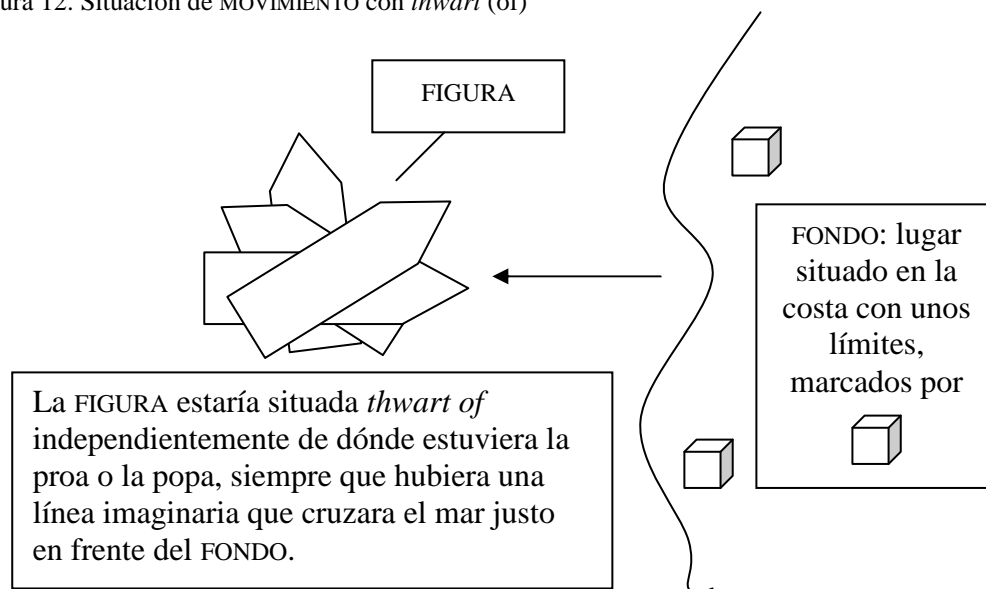 ura 12. Situación de MOVIMIENTO con thwart (of)
FIGURA
FONDO: lugar
situado en la
costa con unos
límites,
marcados por
La FIGURA estaría situada thwart of
independientemente de dónde estuviera la
proa o la popa, siempre que hubiera una
línea imaginaria que cruzara el mar justo
en frente del FONDO.